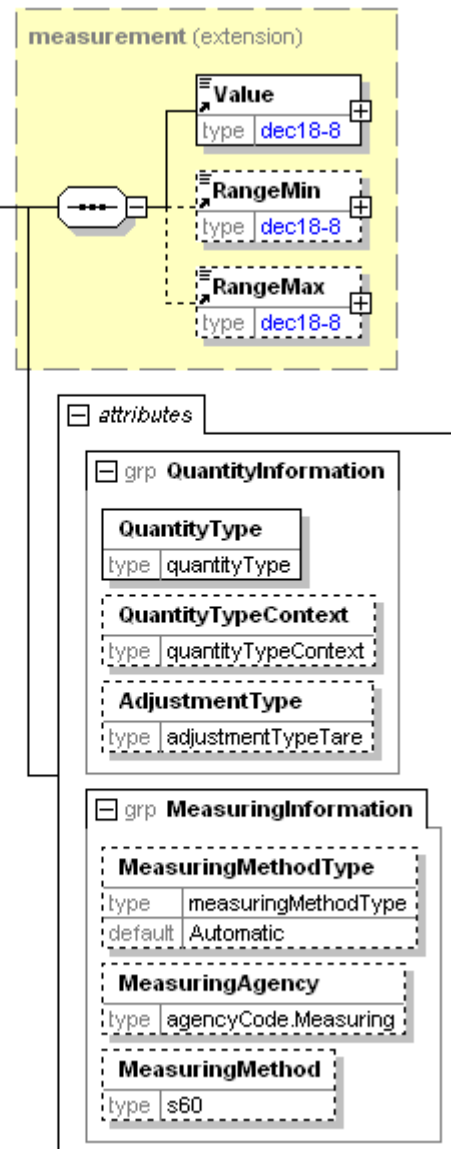 measurement (extension)
Value
type dec18-8
RangeMin
type dec18-8
RangeMax
type dec18-8
attributes
grp QuantityInformation
QuantityType
type quantityType
QuantityTypeContext
type quantityTypeContext
AdjustmentType
type adjustmentTypeTare
grp MeasuringInformation
MeasuringMethodType
type measuringMethodType
default Automatic
MeasuringAgency
type agencyCode.Measuring
MeasuringMethod
type s60